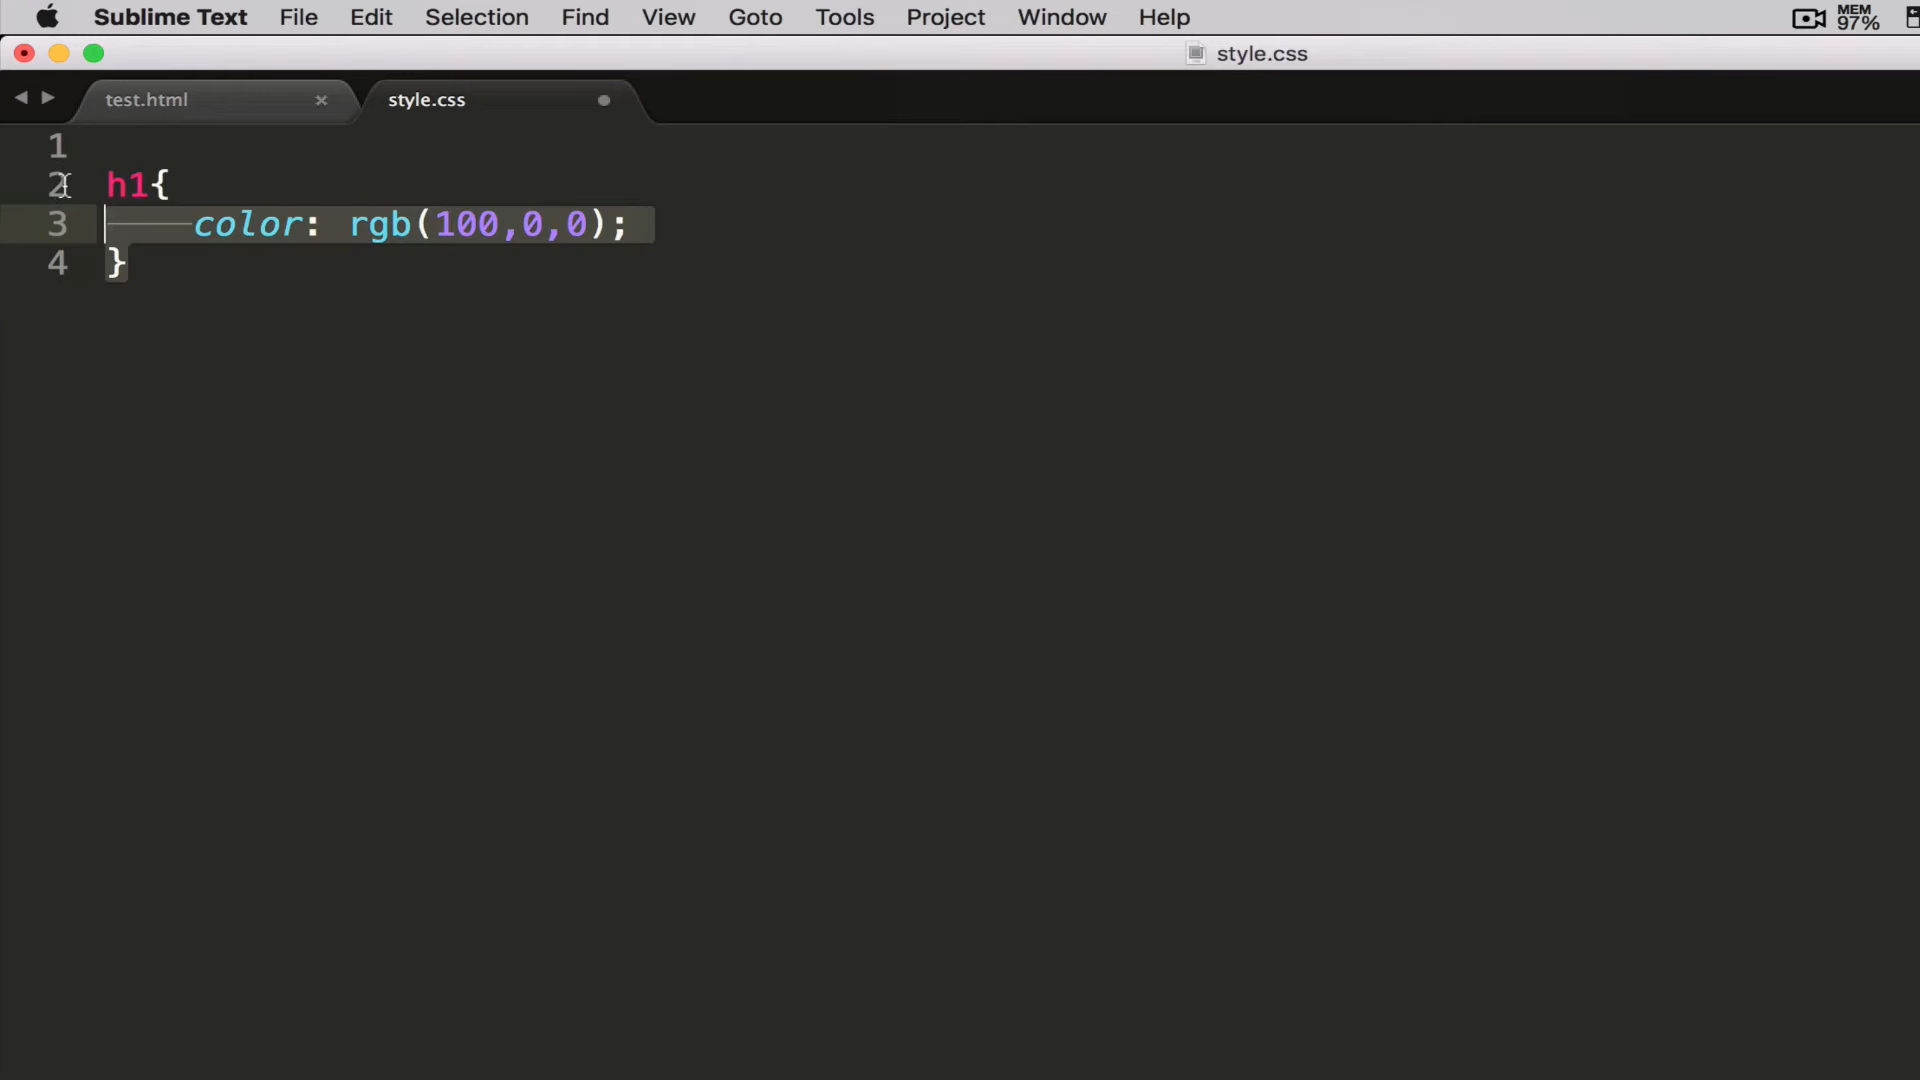 Sublime Text File Edit Selection Find View Goto Tools Project Window Help MEM 97%
style.css
test.html × style.css
1
2 h1{
3 color: rgb(100,0,0);
4 }